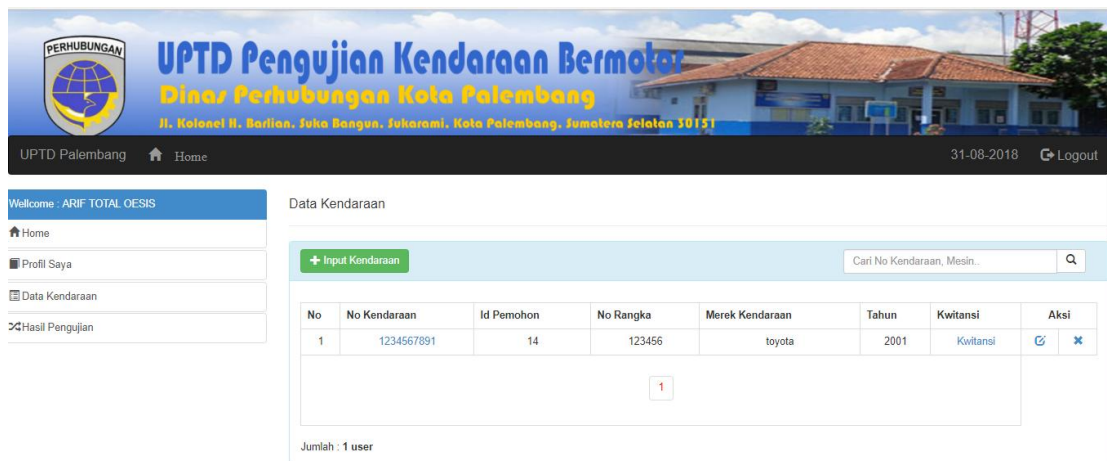 PERHUBUNGAN
UPTD Pengujian Kendaraan Bermotor
Dinas Perhubungan Kota Palembang
Jl. Kolonel H. Barlian, Suka Bangun, Sukarami, Kota Palembang, Sumatera Selatan 30151
UPTD Palembang Home 31-08-2018 Logout
Wellcome : ARIF TOTAL OESIS
Home
Profil Saya
Data Kendaraan
Hasil Pengujian
Data Kendaraan
Input Kendaraan Cari No Kendaraan, Mesin..
No No Kendaraan Id Pemohon No Rangka Merek Kendaraan Tahun Kwitansi Aksi
1 1234567891 14 123456 toyota 2001 Kwitansi
1
Jumlah : 1 user